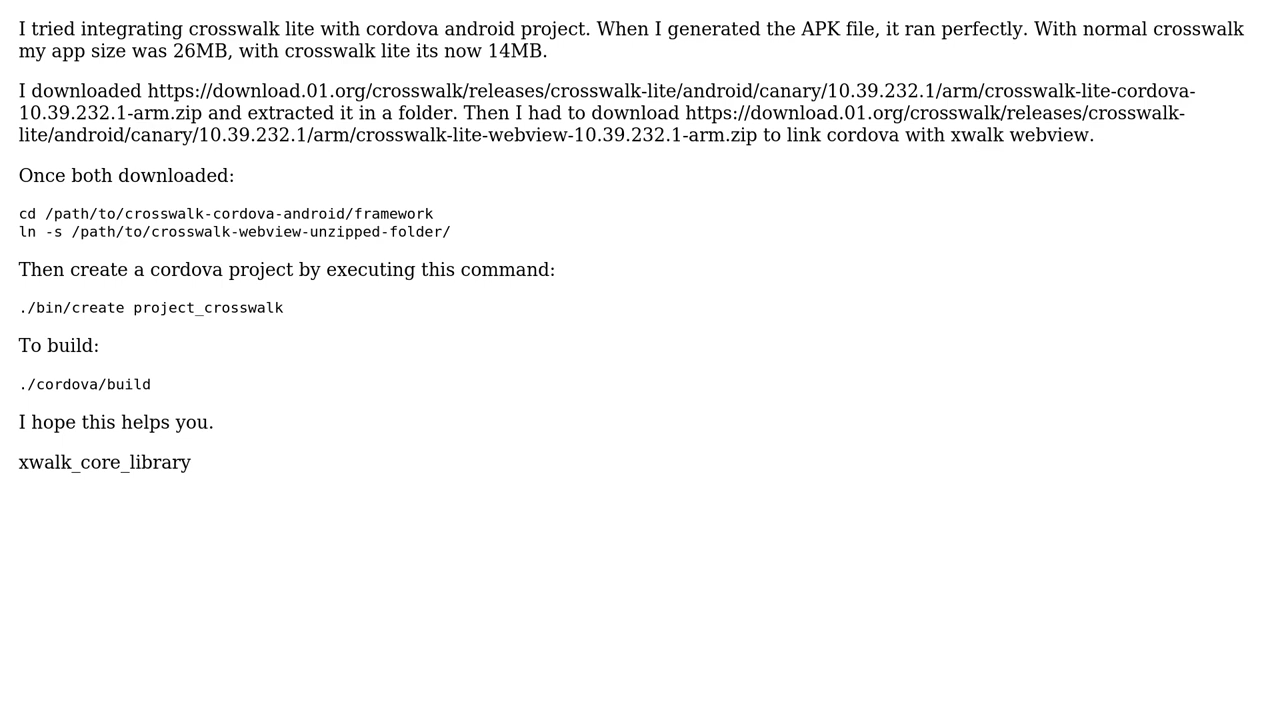 I tried integrating crosswalk lite with cordova android project. When I generated the APK file, it ran perfectly. With normal crosswalk
my app size was 26MB, with crosswalk lite its now 14MB.
I downloaded https://download.01.org/crosswalk/releases/crosswalk-lite/android/canary/10.39.232.1/arm/crosswalk-lite-cordova-
10.39.232.1-arm.zip and extracted it in a folder. Then I had to download https://download.01.org/crosswalk/releases/crosswalk-
lite/android/canary/10.39.232.1/arm/crosswalk-lite-webview-10.39.232.1-arm.zip to link cordova with xwalk webview.
Once both downloaded:
cd /path/to/crosswalk-cordova-android/framework
ln -s /path/to/crosswalk-webview-unzipped-folder/
Then create a cordova project by executing this command:
./bin/create project_crosswalk
To build:
./cordova/build
I hope this helps you.
xwalk_core_library